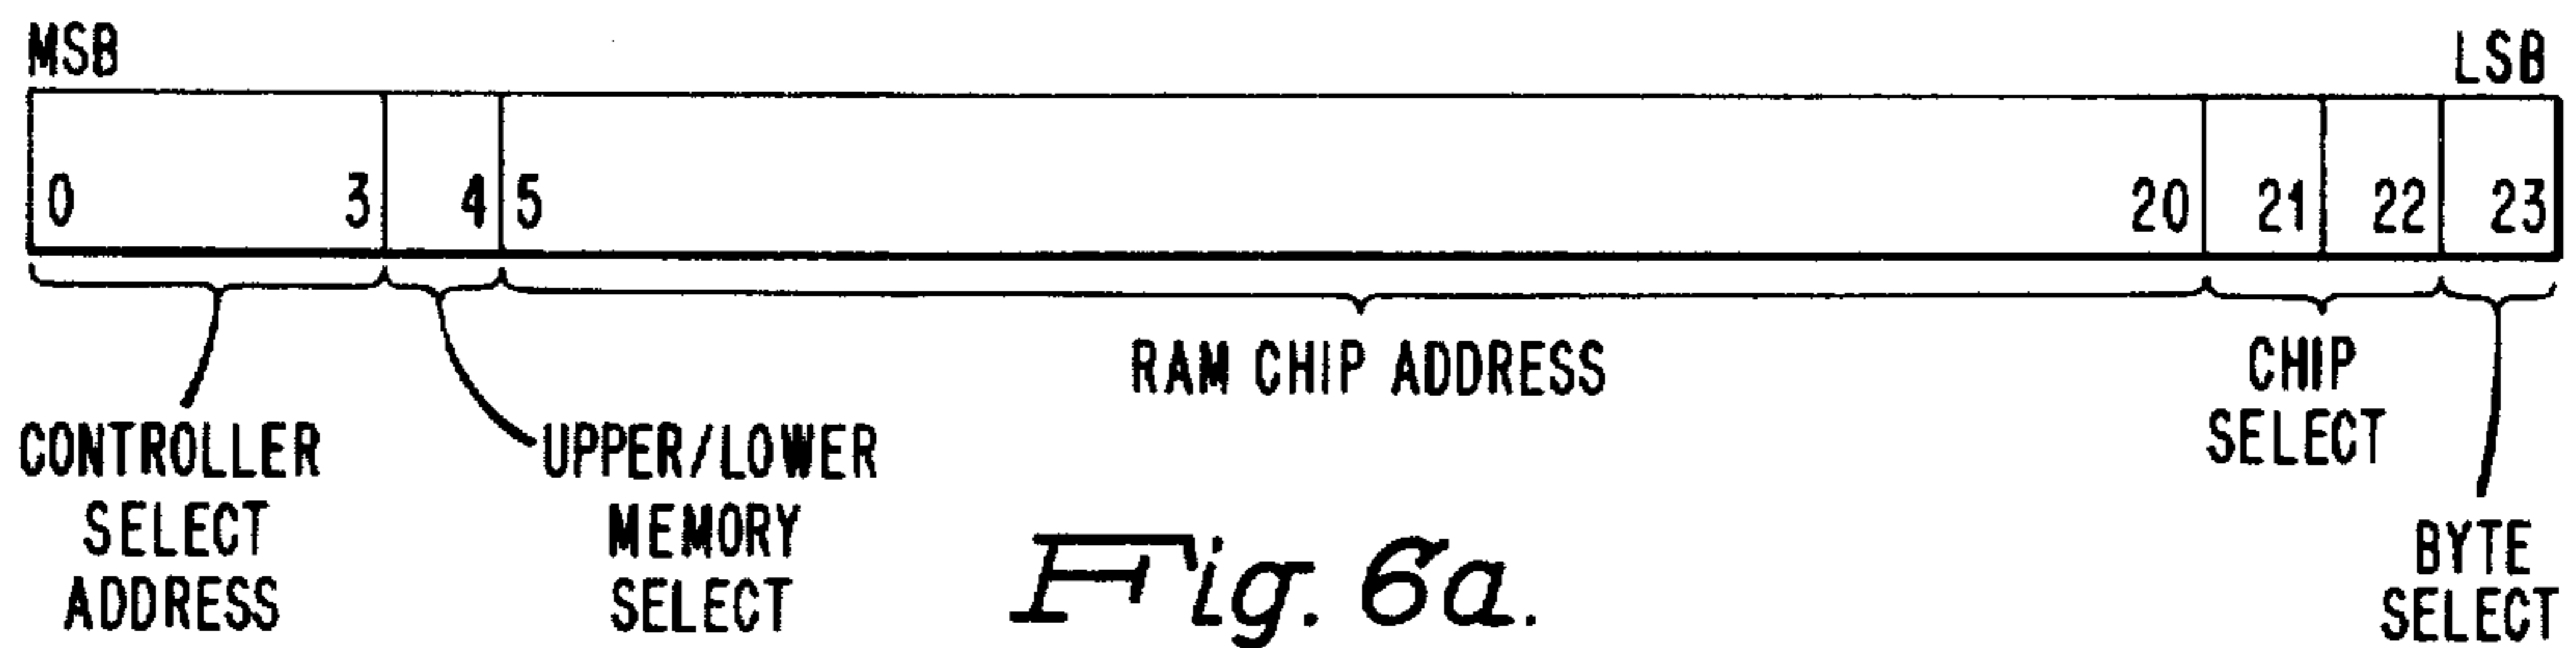 MSB LSB
0 3 4 5 20 21 22 23
RAM CHIP ADDRESS
CHIP
SELECT
CONTROLLER
SELECT
ADDRESS
UPPER/LOWER
MEMORY
SELECT
BYTE
SELECT
Fig. 6a.